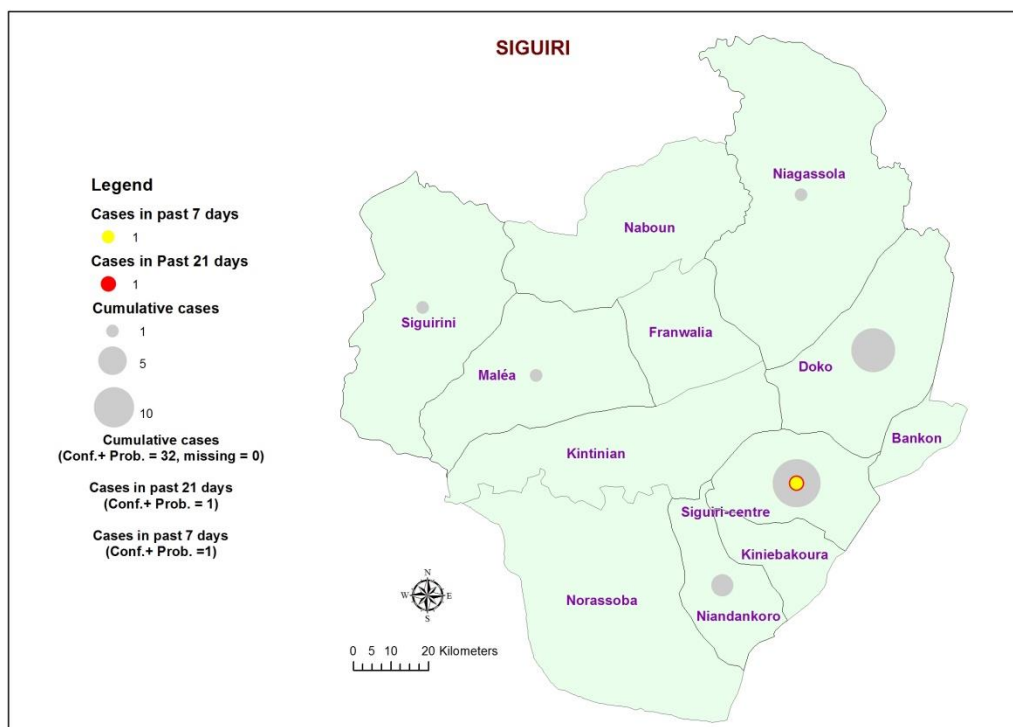 SIGUIRI
Legend
Cases in past 7 days
1
Cases in Past 21 days
1
Cumulative cases
1
5
10
Cumulative cases
(Conf.+ Prob. = 32, missing = 0)
Cases in past 21 days
(Conf.+ Prob. = 1)
Cases in past 7 days
(Conf.+ Prob. =1)
Niagassola
Naboun
Siguirini
Franwalia
Maléa
Doko
Bankon
Kintinian
Siguiri-centre
Kiniebakoura
Norassoba
Niandankoro
N
W E
S
0 5 10 20 Kilometers